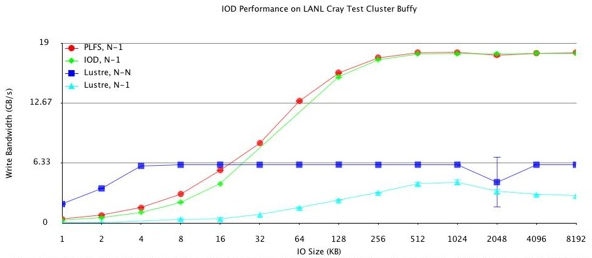 IOD Performance on LANL Cray Test Cluster Buffy
19
PLFS, N-1
IOD, N-1
Lustre, N-N
Lustre, N-1
12.67
6.33
0
Write Bandwidth (GB/s)
1 2 4 8 16 32 64 128 256 512 1024 2048 4096 8192
IO Size (KB)